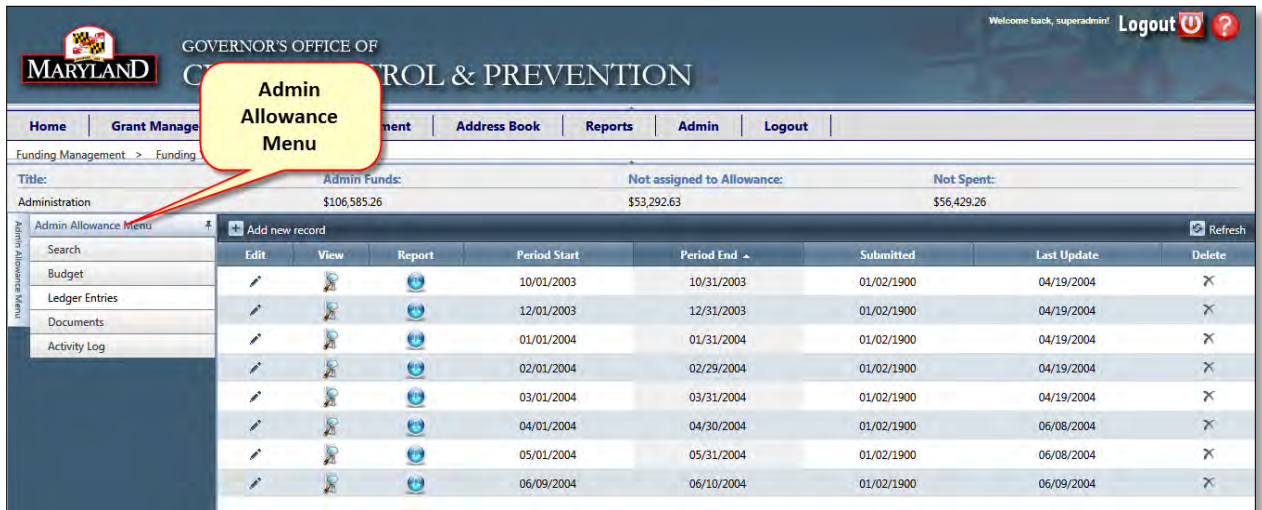 Welcome back, superadmin! Logout
MARYLAND
GOVERNOR'S OFFICE OF
C ROL & PREVENTION
Admin
Allowance
Menu
Home Grant Manage ment Address Book Reports Admin Logout
Funding Management > Funding
Title: Admin Funds: Not assigned to Allowance: Not Spent:
Administration $106,585.26 $53,292.63 $56,429.26
Admin Allowance Menu
Admin Allowance Menu
Search
Budget
Ledger Entries
Documents
Activity Log
Add new record Refresh
Edit View Report Period Start Period End Submitted Last Update Delete
10/01/2003 10/31/2003 01/02/1900 04/19/2004
12/01/2003 12/31/2003 01/02/1900 04/19/2004
01/01/2004 01/31/2004 01/02/1900 04/19/2004
02/01/2004 02/29/2004 01/02/1900 04/19/2004
03/01/2004 03/31/2004 01/02/1900 04/19/2004
04/01/2004 04/30/2004 01/02/1900 06/08/2004
05/01/2004 05/31/2004 01/02/1900 06/08/2004
06/09/2004 06/10/2004 01/02/1900 06/09/2004